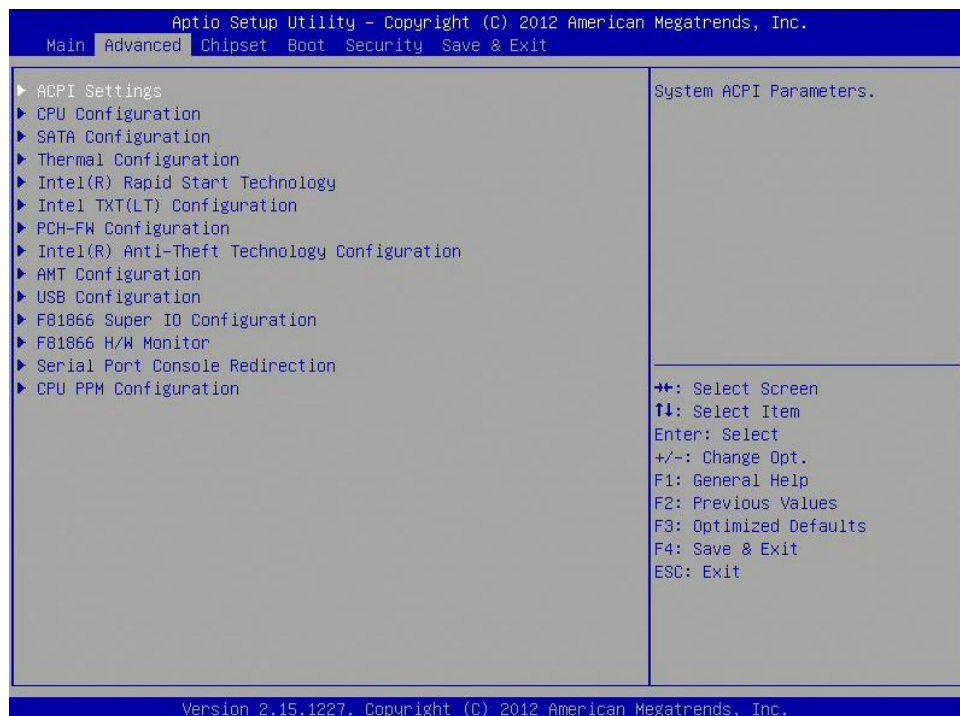 Aptio Setup Utility – Copyright (C) 2012 American Megatrends, Inc.
Main Advanced Chipset Boot Security Save & Exit
▶ ACPI Settings
▶ CPU Configuration
▶ SATA Configuration
▶ Thermal Configuration
▶ Intel(R) Rapid Start Technology
▶ Intel TXT(LT) Configuration
▶ PCH-FW Configuration
▶ Intel(R) Anti-Theft Technology Configuration
▶ AMT Configuration
▶ USB Configuration
▶ F81866 Super IO Configuration
▶ F81866 H/W Monitor
▶ Serial Port Console Redirection
▶ CPU PPM Configuration
System ACPI Parameters.
→←: Select Screen
↑↓: Select Item
Enter: Select
+/-: Change Opt.
F1: General Help
F2: Previous Values
F3: Optimized Defaults
F4: Save & Exit
ESC: Exit
Version 2.15.1227. Copyright (C) 2012 American Megatrends, Inc.